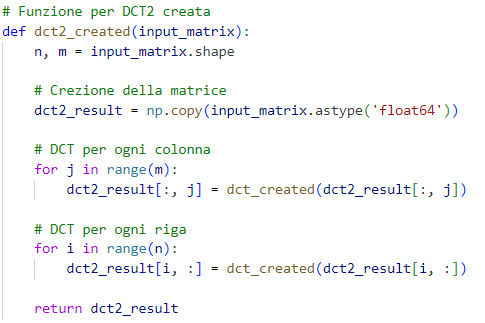 # Funzione per DCT2 creata
def dct2_created(input_matrix):
    n, m = input_matrix.shape

    # Crezione della matrice
    dct2_result = np.copy(input_matrix.astype('float64'))

    # DCT per ogni colonna
    for j in range(m):
        dct2_result[:, j] = dct_created(dct2_result[:, j])

    # DCT per ogni riga
    for i in range(n):
        dct2_result[i, :] = dct_created(dct2_result[i, :])

    return dct2_result